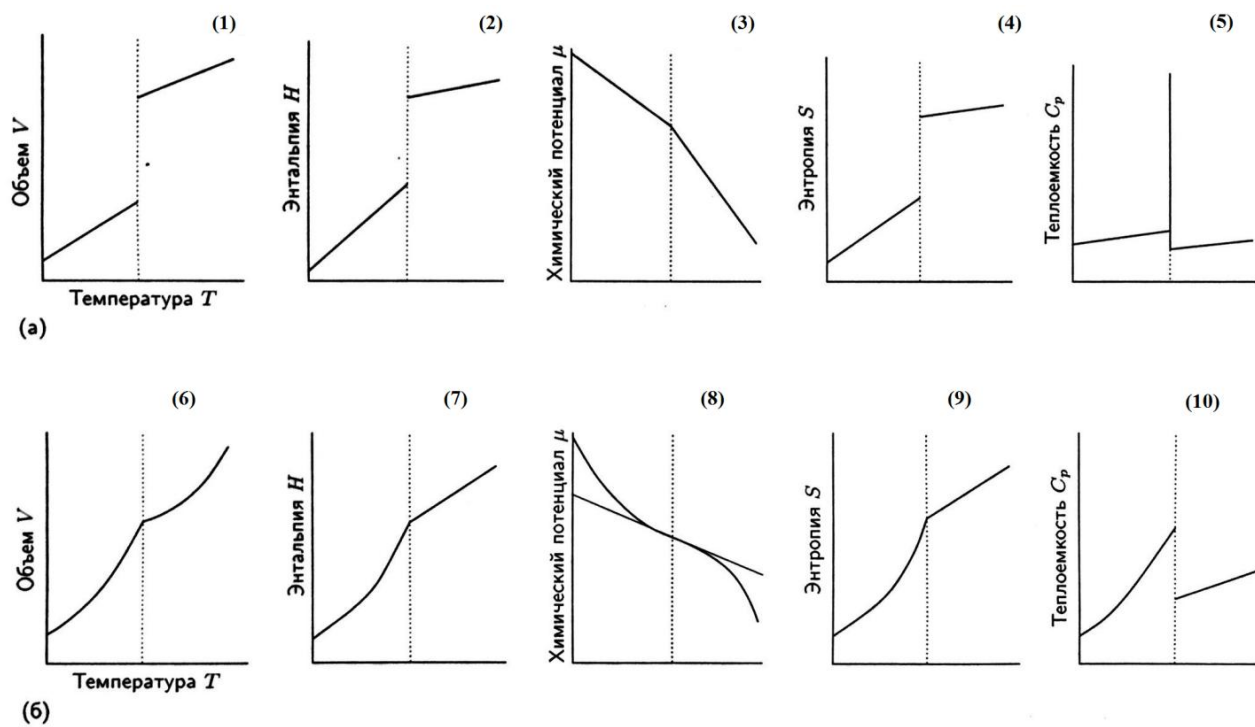 (1)
(2)
(3)
(4)
(5)
Объем V
Энтальпия H
Химический потенциал μ
Энтропия S
Теплоемкость Cₚ
Температура T
(а)
(6)
(7)
(8)
(9)
(10)
Объем V
Энтальпия H
Химический потенциал μ
Энтропия S
Теплоемкость Cₚ
Температура T
(б)